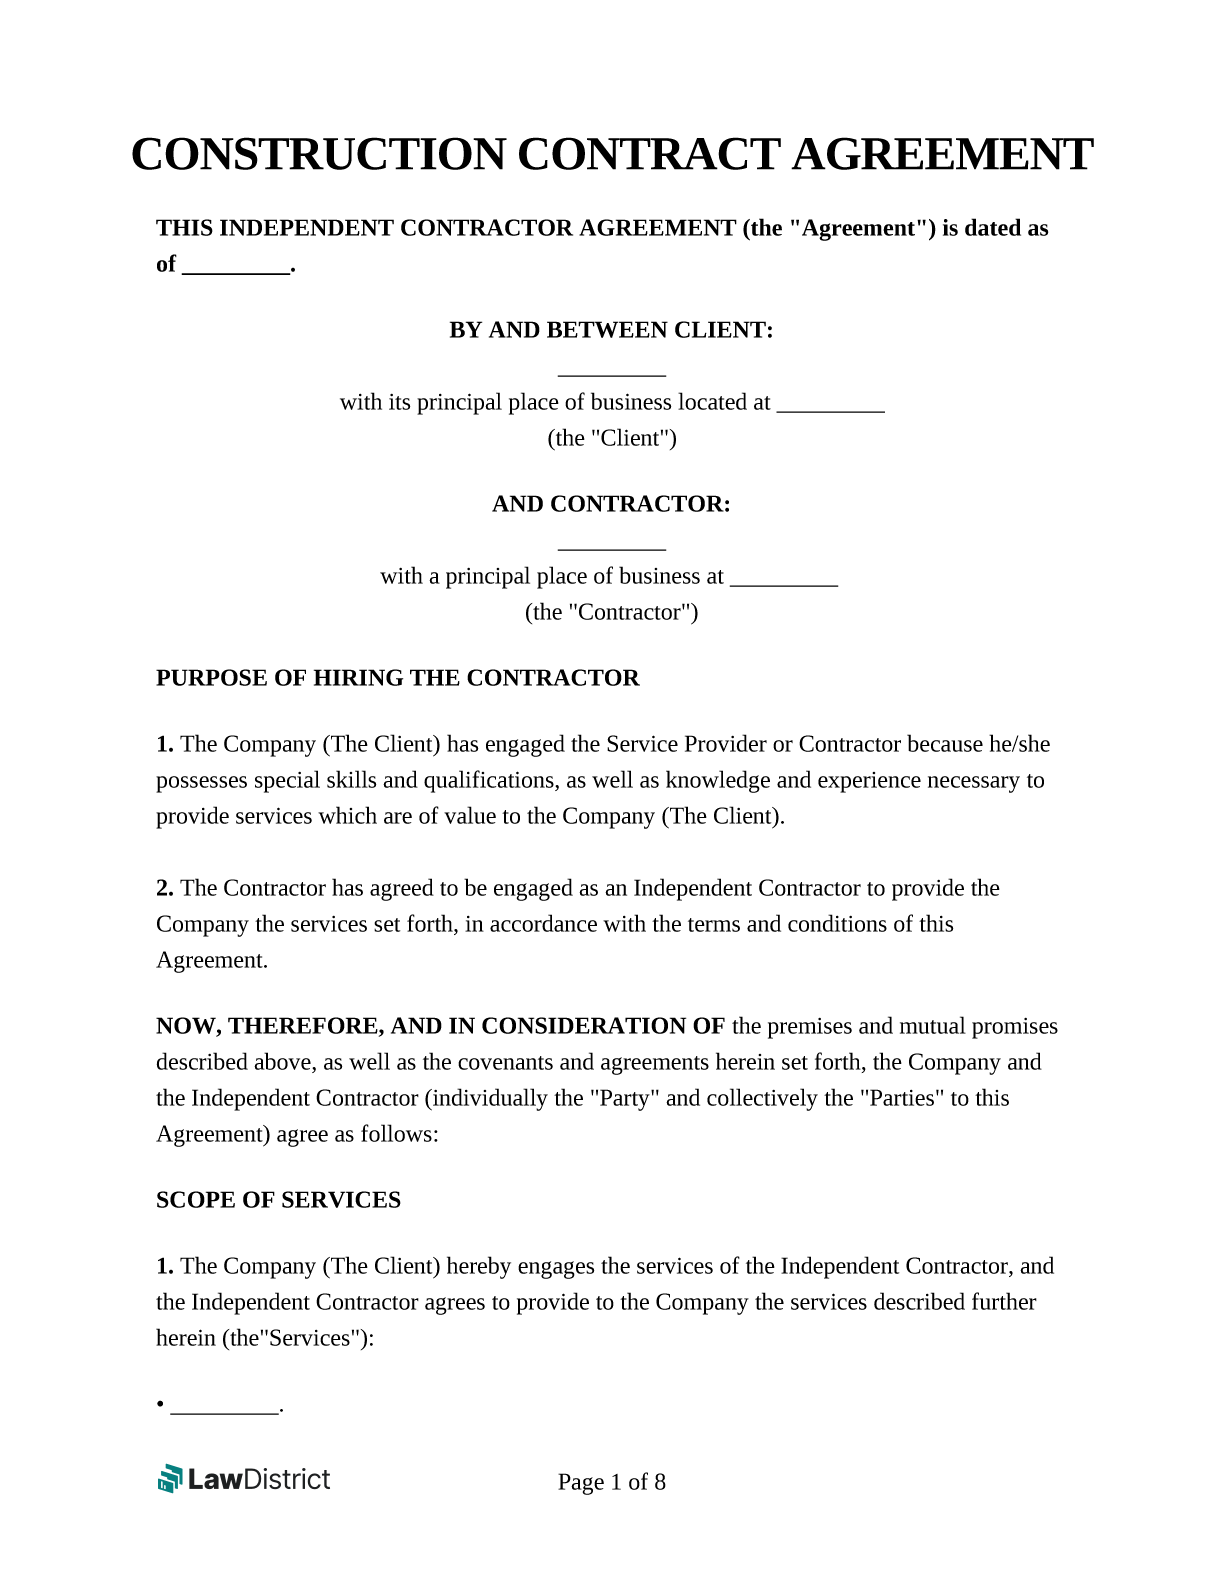 CONSTRUCTION CONTRACT AGREEMENT
THIS INDEPENDENT CONTRACTOR AGREEMENT (the "Agreement") is dated as
of _________.
BY AND BETWEEN CLIENT:
_________
with its principal place of business located at _________
(the "Client")
AND CONTRACTOR:
_________
with a principal place of business at _________
(the "Contractor")
PURPOSE OF HIRING THE CONTRACTOR
1. The Company (The Client) has engaged the Service Provider or Contractor because he/she
possesses special skills and qualifications, as well as knowledge and experience necessary to
provide services which are of value to the Company (The Client).
2. The Contractor has agreed to be engaged as an Independent Contractor to provide the
Company the services set forth, in accordance with the terms and conditions of this
Agreement.
NOW, THEREFORE, AND IN CONSIDERATION OF the premises and mutual promises
described above, as well as the covenants and agreements herein set forth, the Company and
the Independent Contractor (individually the "Party" and collectively the "Parties" to this
Agreement) agree as follows:
SCOPE OF SERVICES
1. The Company (The Client) hereby engages the services of the Independent Contractor, and
the Independent Contractor agrees to provide to the Company the services described further
herein (the"Services"):
• _________.
LawDistrict
Page 1 of 8